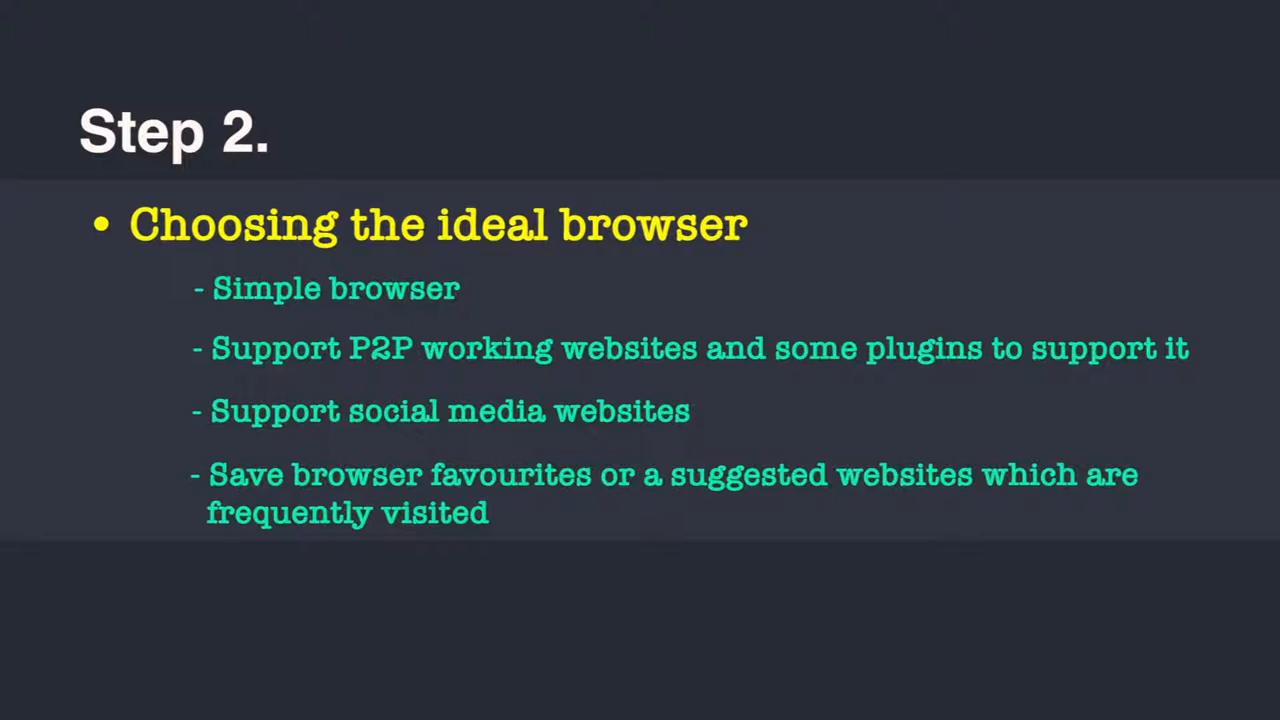 Step 2.
• Choosing the ideal browser
- Simple browser
- Support P2P working websites and some plugins to support it
- Support social media websites
- Save browser favourites or a suggested websites which are
frequently visited